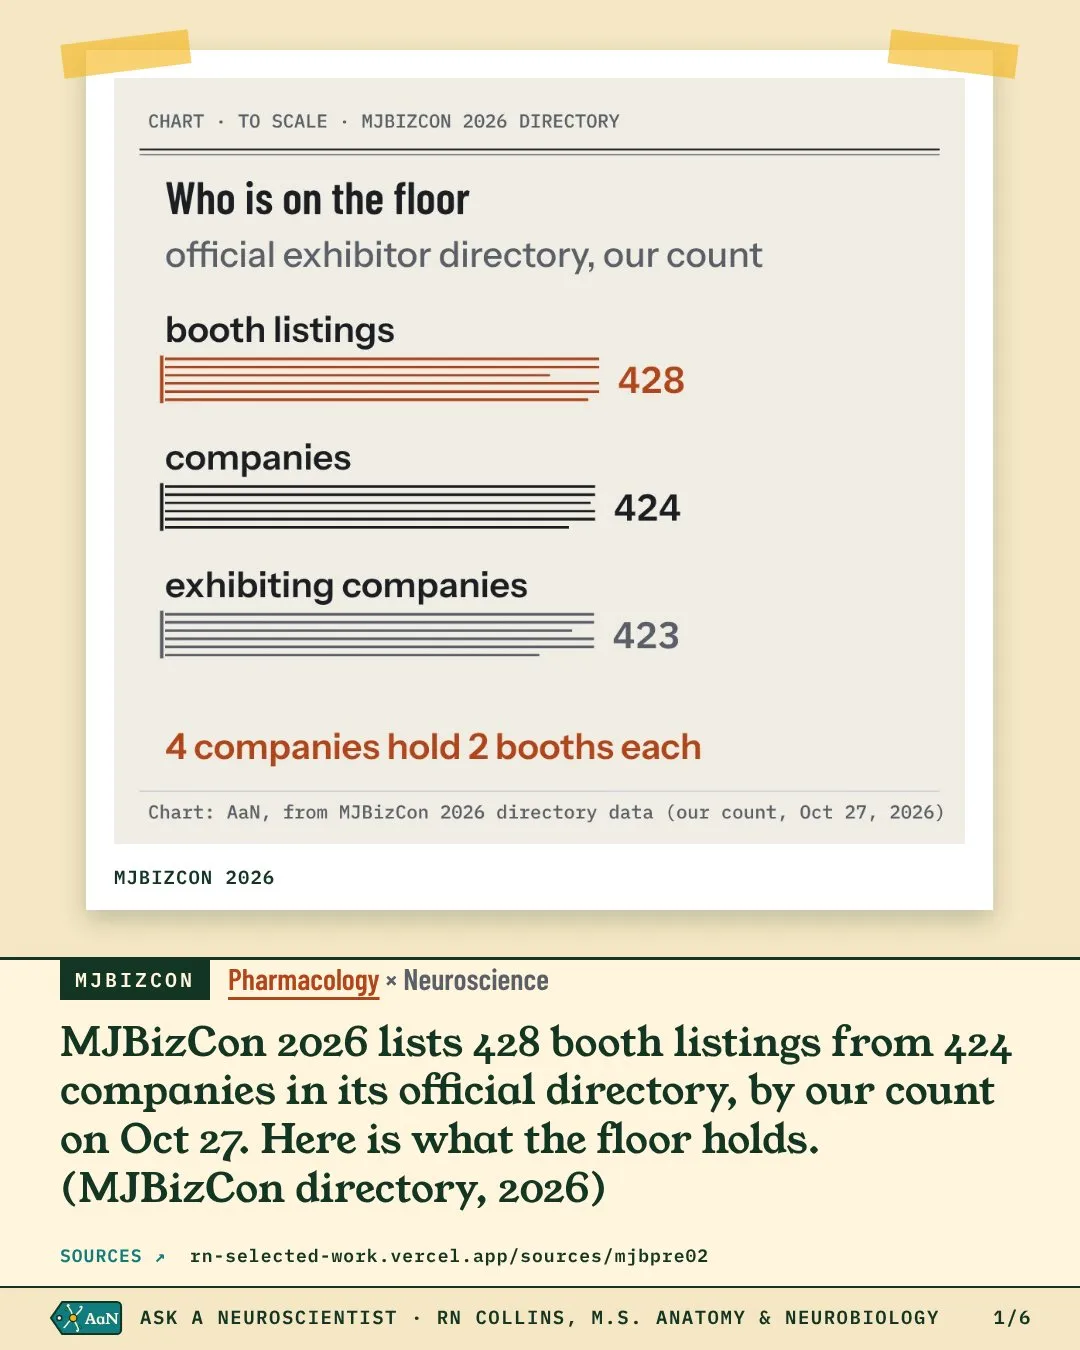 CHART · TO SCALE · MJBIZCON 2026 DIRECTORY
Who is on the floor
official exhibitor directory, our count
booth listings
428
companies
424
exhibiting companies
423
4 companies hold 2 booths each
Chart: AaN, from MJBizCon 2026 directory data (our count, Oct 27, 2026)
MJBIZCON 2026
MJBIZCON Pharmacology × Neuroscience
MJBizCon 2026 lists 428 booth listings from 424
companies in its official directory, by our count
on Oct 27. Here is what the floor holds.
(MJBizCon directory, 2026)
SOURCES ↗ rn-selected-work.vercel.app/sources/mjbpre02
AaN ASK A NEUROSCIENTIST · RN COLLINS, M.S. ANATOMY & NEUROBIOLOGY 1/6